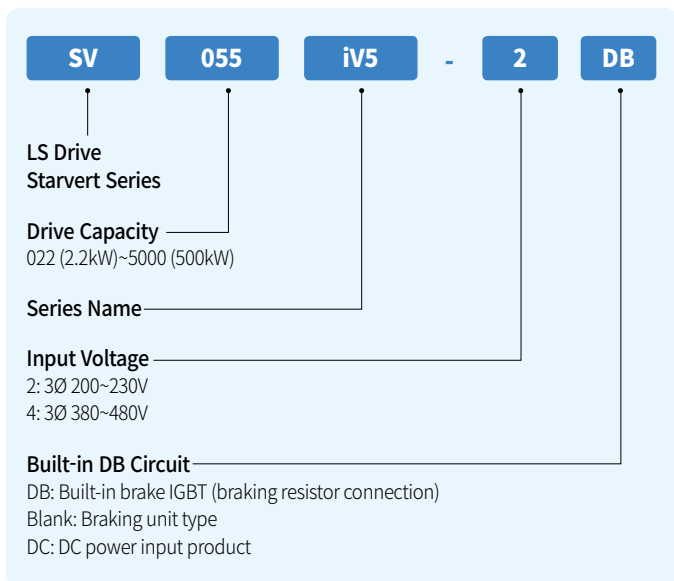 SV 055 iV5 - 2 DB
LS Drive
Starvert Series
Drive Capacity
022 (2.2kW)~5000 (500kW)
Series Name
Input Voltage
2: 3Ø 200~230V
4: 3Ø 380~480V
Built-in DB Circuit
DB: Built-in brake IGBT (braking resistor connection)
Blank: Braking unit type
DC: DC power input product